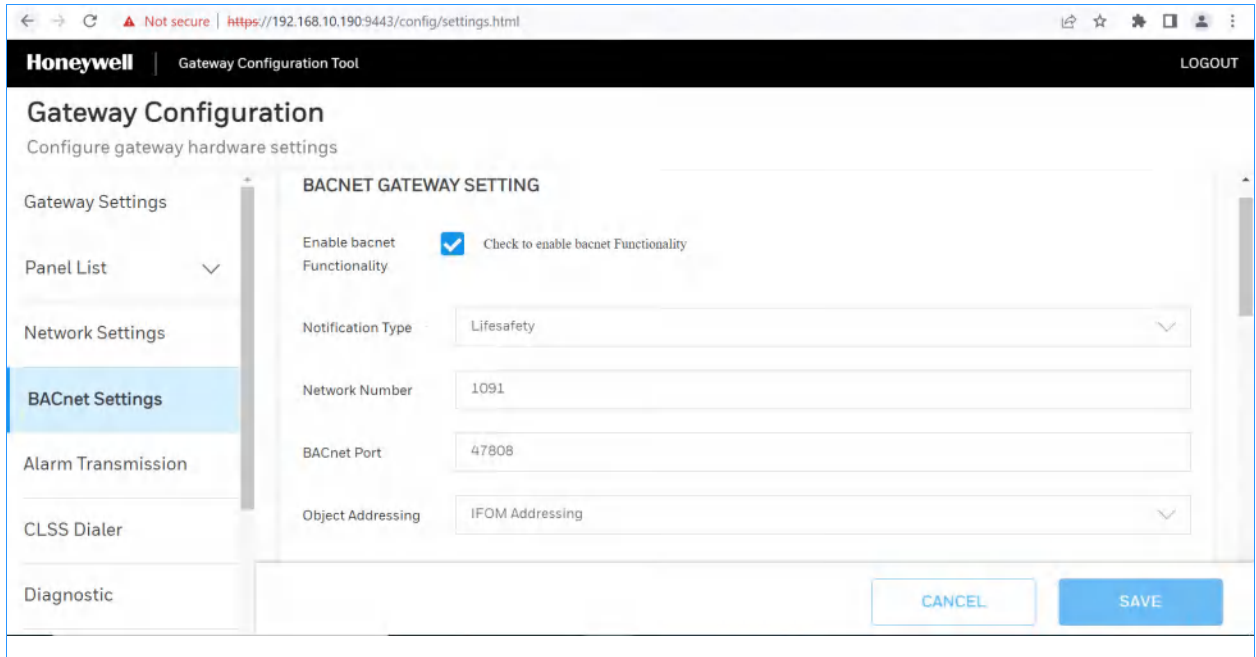 Not secure | https://192.168.10.190:9443/config/settings.html
Honeywell | Gateway Configuration Tool
LOGOUT
Gateway Configuration
Configure gateway hardware settings
Gateway Settings
Panel List
Network Settings
BACnet Settings
Alarm Transmission
CLSS Dialer
Diagnostic
BACNET GATEWAY SETTING
Enable bacnet
Functionality
Check to enable bacnet Functionality
Notification Type
Lifesafety
Network Number
1091
BACnet Port
47808
Object Addressing
IFOM Addressing
CANCEL
SAVE